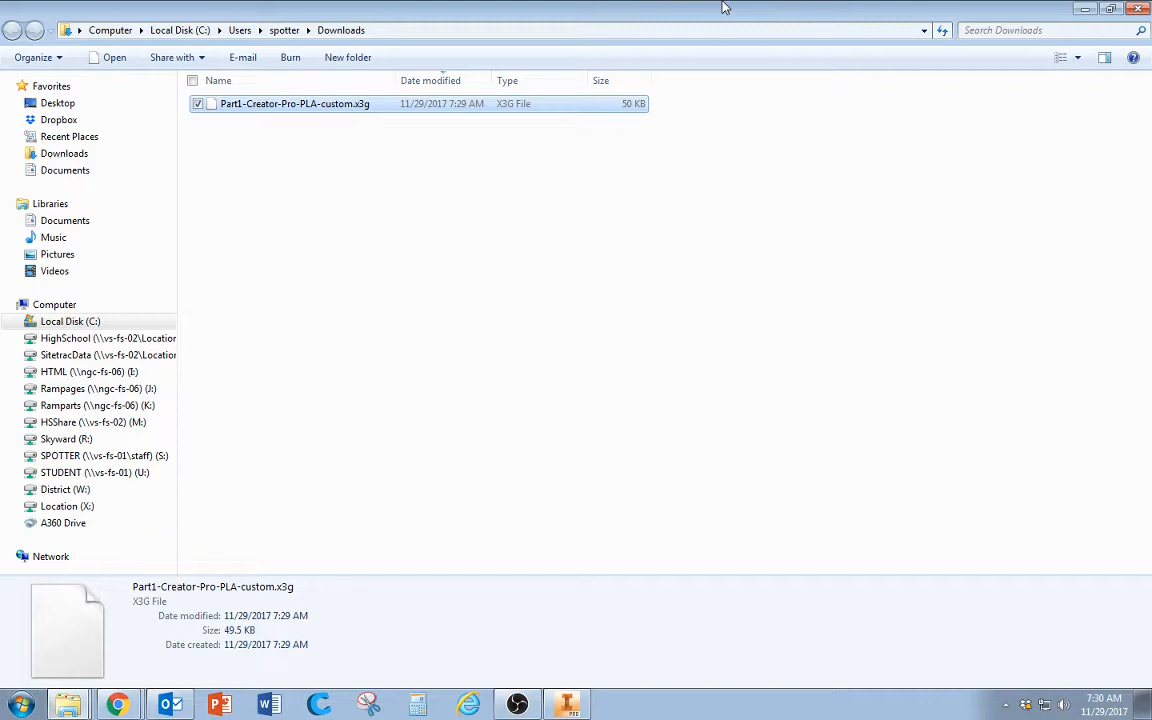 Computer Local Disk (C:) Users spotter Downloads
Search Downloads
Organize Open Share with E-mail Burn New folder
Name Date modified Type Size
Part1-Creator-Pro-PLA-custom.x3g 11/29/2017 7:29 AM X3G File 50 KB
Favorites
Desktop
Dropbox
Recent Places
Downloads
Documents
Libraries
Documents
Music
Pictures
Videos
Computer
Local Disk (C:)
HighSchool (\\vs-fs-02\Location
SitetracData (\\vs-fs-02\Location
HTML (\\ngc-fs-06) (I:)
Rampages (\\ngc-fs-06) (J:)
Ramparts (\\ngc-fs-06) (K:)
HSShare (\\vs-fs-02) (M:)
Skyward (R:)
SPOTTER (\\vs-fs-01\staff) (S:)
STUDENT (\\vs-fs-01) (U:)
District (W:)
Location (X:)
A360 Drive
Network
Part1-Creator-Pro-PLA-custom.x3g
X3G File
Date modified: 11/29/2017 7:29 AM
Size: 49.5 KB
Date created: 11/29/2017 7:29 AM
7:30 AM
11/29/2017